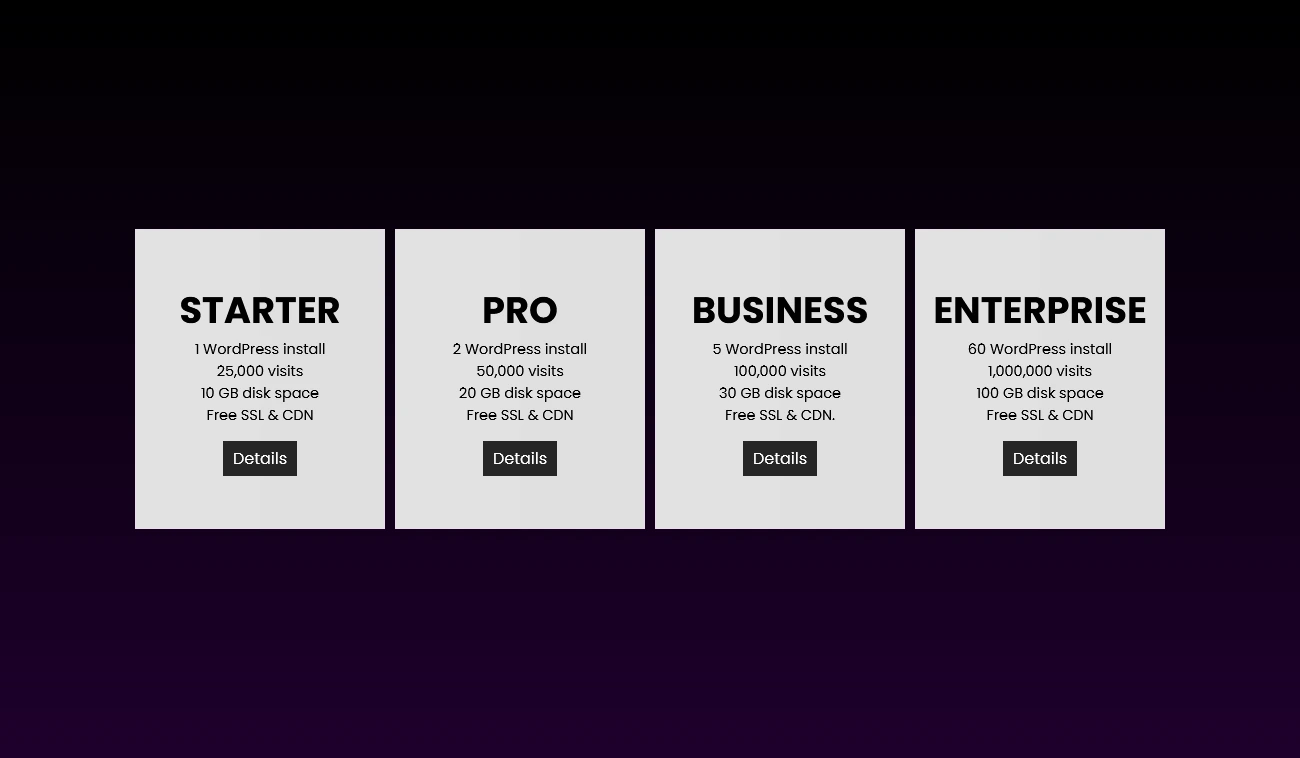 STARTER
1 WordPress install
25,000 visits
10 GB disk space
Free SSL & CDN
Details
PRO
2 WordPress install
50,000 visits
20 GB disk space
Free SSL & CDN
Details
BUSINESS
5 WordPress install
100,000 visits
30 GB disk space
Free SSL & CDN.
Details
ENTERPRISE
60 WordPress install
1,000,000 visits
100 GB disk space
Free SSL & CDN
Details